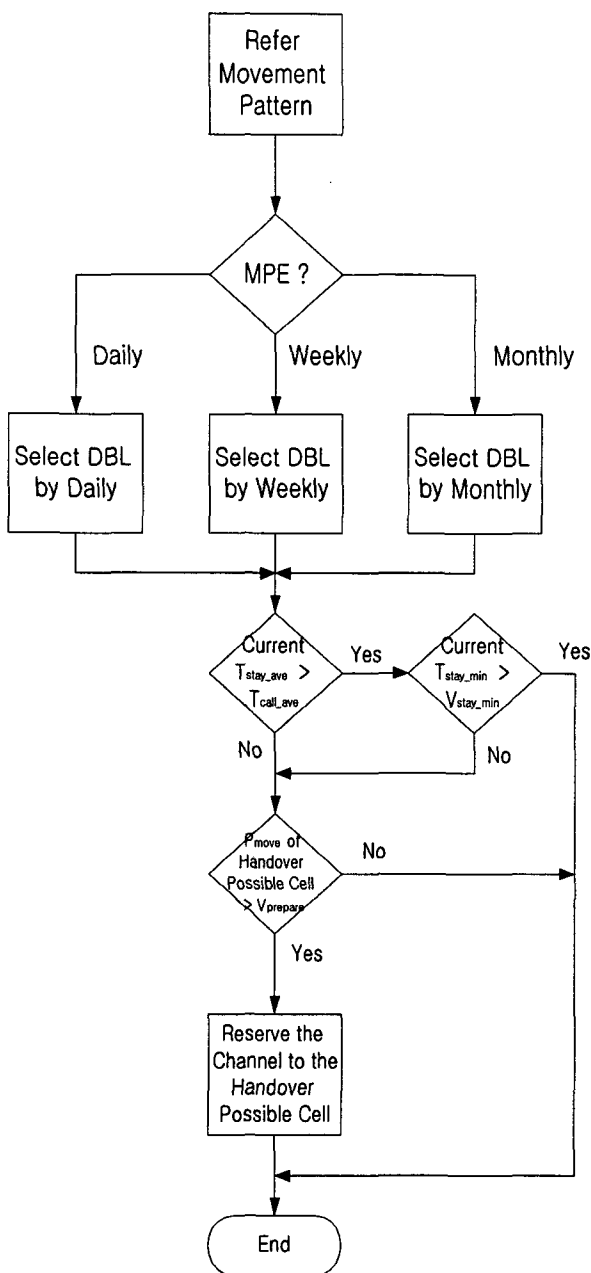 Refer
Movement
Pattern
MPE ?
Daily
Weekly
Monthly
Select DBL
by Daily
Select DBL
by Weekly
Select DBL
by Monthly
Current
Tstay_ave >
Tcall_ave
Yes
No
Current
Tstay_min >
Vstay_min
Yes
No
Pmove of
Handover
Possible Cell
> Vprepare
No
Yes
Reserve the
Channel to the
Handover
Possible Cell
End